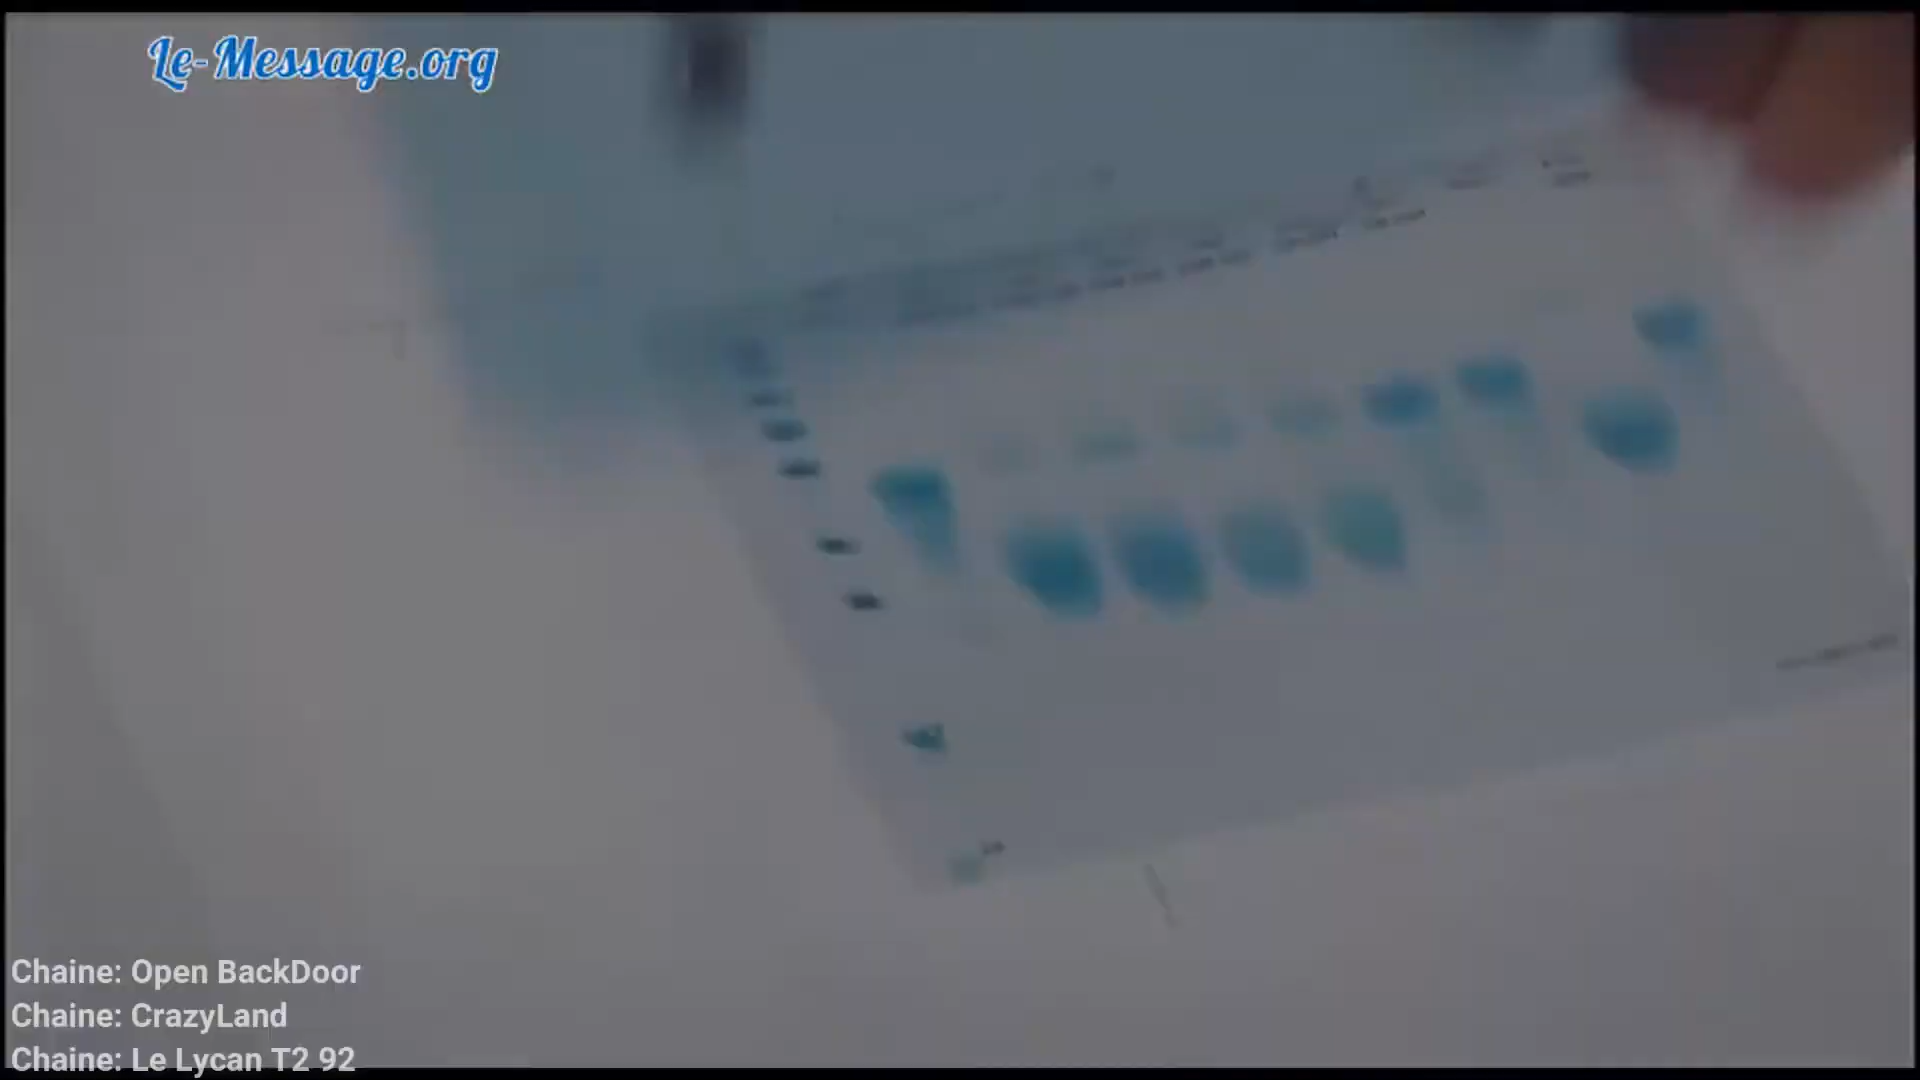 Le-Message.org
Chaine: Open BackDoor
Chaine: CrazyLand
Chaine: Le Lycan T2 92